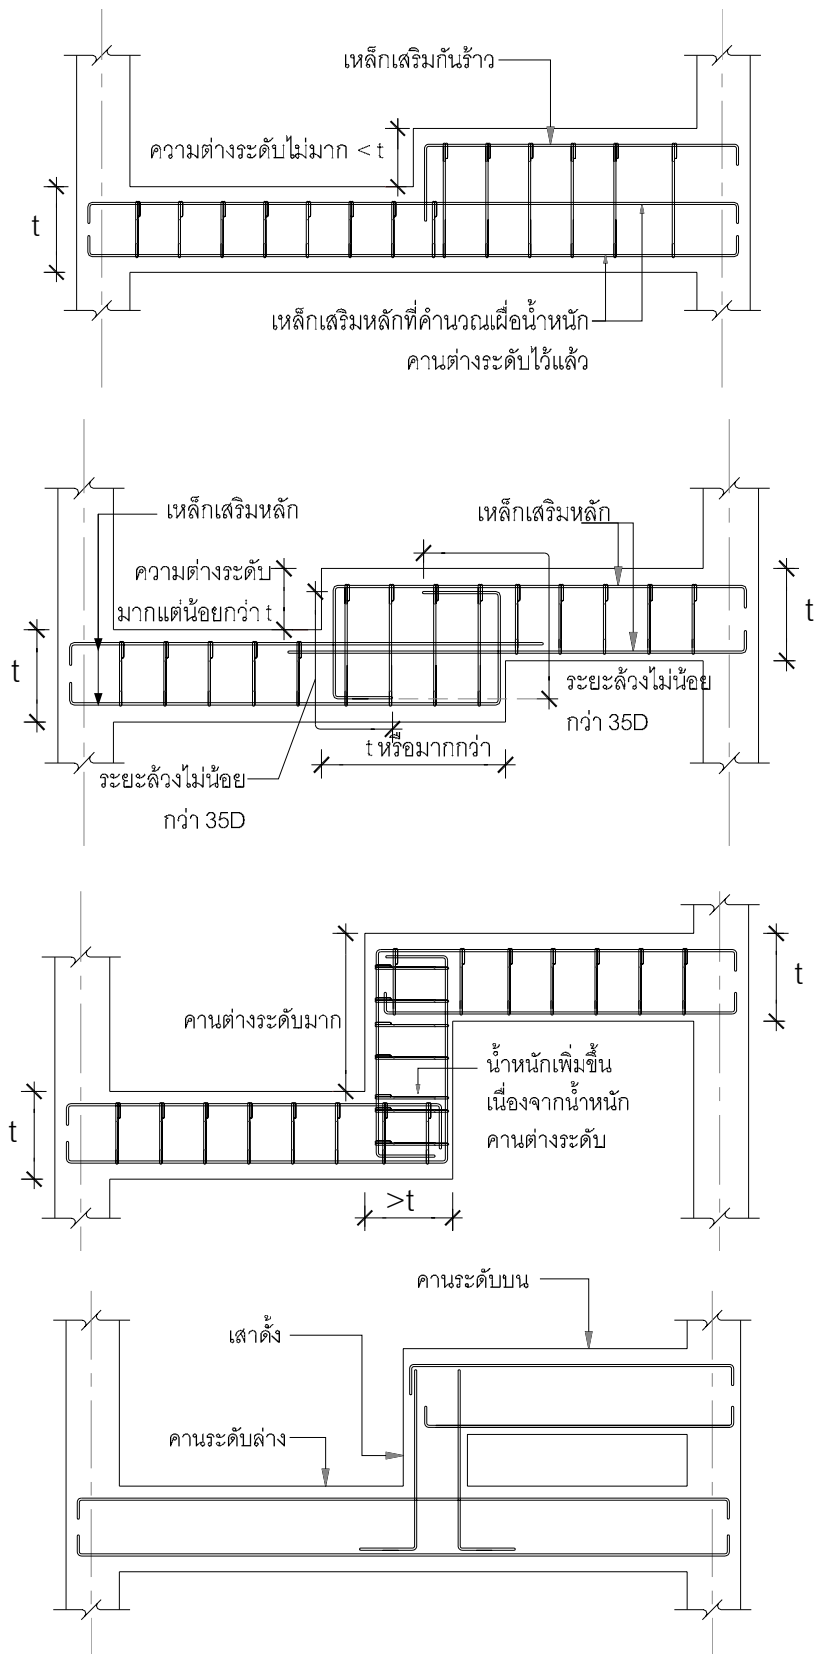 เหล็กเสริมกันร้าว
ความต่างระดับไม่มาก < t
t
เหล็กเสริมหลักที่คำนวณเผื่อน้ำหนัก
คานต่างระดับไว้แล้ว
เหล็กเสริมหลัก
เหล็กเสริมหลัก
ความต่างระดับ
มากแต่น้อยกว่า t
t
t
ระยะล้วงไม่น้อย
กว่า 35D
t หรือมากกว่า
ระยะล้วงไม่น้อย
กว่า 35D
t
คานต่างระดับมาก
น้ำหนักเพิ่มขึ้น
เนื่องจากน้ำหนัก
คานต่างระดับ
t
>t
คานระดับบน
เสาดั้ง
คานระดับล่าง